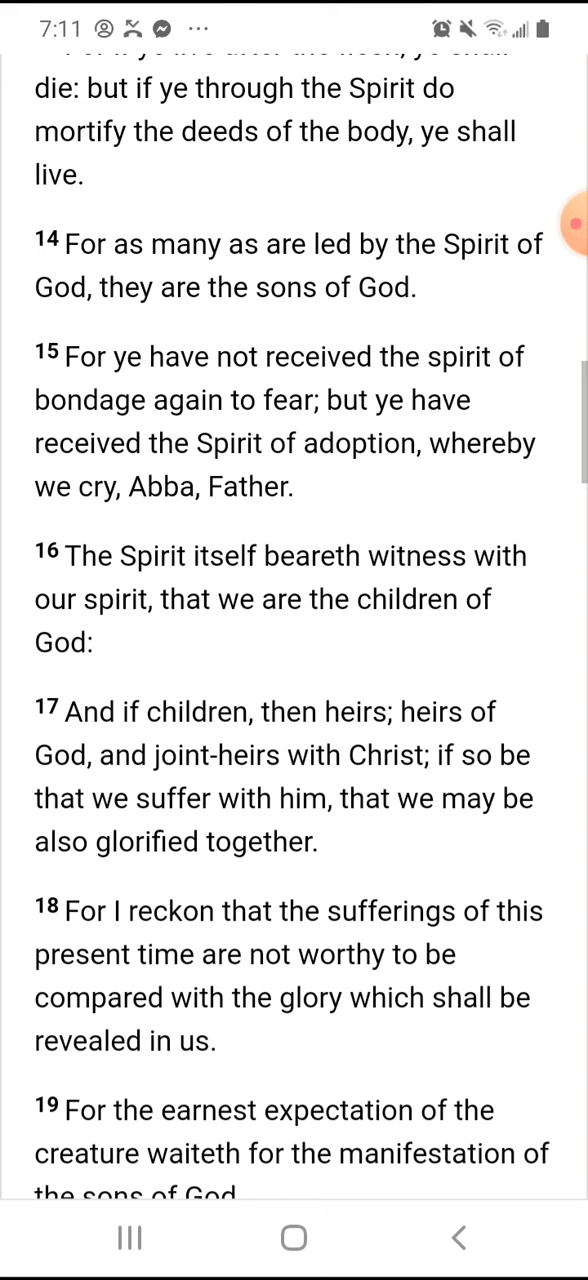 7:11
die: but if ye through the Spirit do
mortify the deeds of the body, ye shall
live.
14 For as many as are led by the Spirit of
God, they are the sons of God.
15 For ye have not received the spirit of
bondage again to fear; but ye have
received the Spirit of adoption, whereby
we cry, Abba, Father.
16 The Spirit itself beareth witness with
our spirit, that we are the children of
God:
17 And if children, then heirs; heirs of
God, and joint-heirs with Christ; if so be
that we suffer with him, that we may be
also glorified together.
18 For I reckon that the sufferings of this
present time are not worthy to be
compared with the glory which shall be
revealed in us.
19 For the earnest expectation of the
creature waiteth for the manifestation of
the sons of God